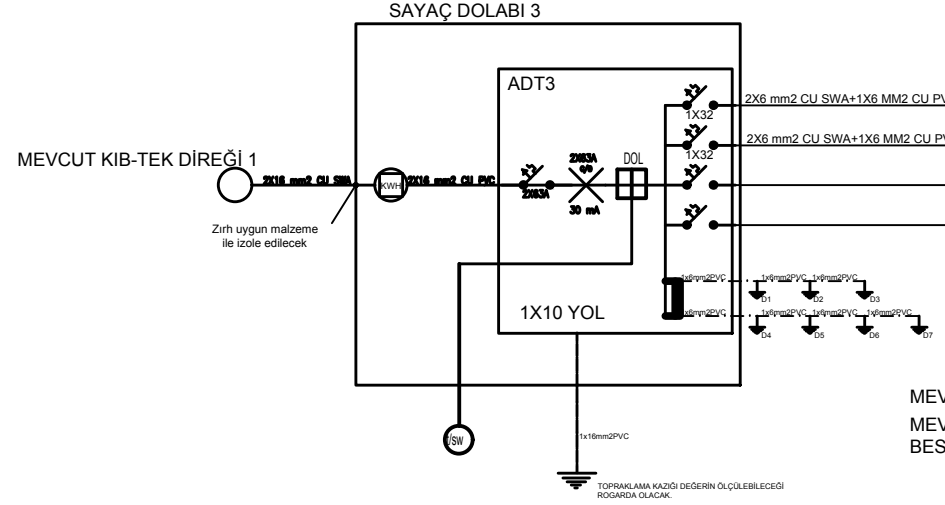 SAYAÇ DOLABI 3
ADT3
1X32
2X6 mm2 CU SWA+1X6 MM2 CU PV
1X32
2X6 mm2 CU SWA+1X6 MM2 CU P
MEVCUT KIB-TEK DİREĞİ 1
2X16 mm2 CU SWA
KWH
2X16 mm2 CU PVC
2X63A
2X63A
30 mA
DOL
Zırh uygun malzeme
ile izole edilecek
1x6mm2PVC
1x6mm2PVC
1x6mm2PVC
D1
D2
D3
1X10 YOL
1x6mm2PVC
1x6mm2PVC
1x6mm2PVC
1x6mm2PVC
D4
D5
D6
D7
MEV
MEV
BES
1x16mm2PVC
TOPRAKLAMA KAZIĞI DEĞERİN ÖLÇÜLEBİLECEĞİ
ROGARDA OLACAK.